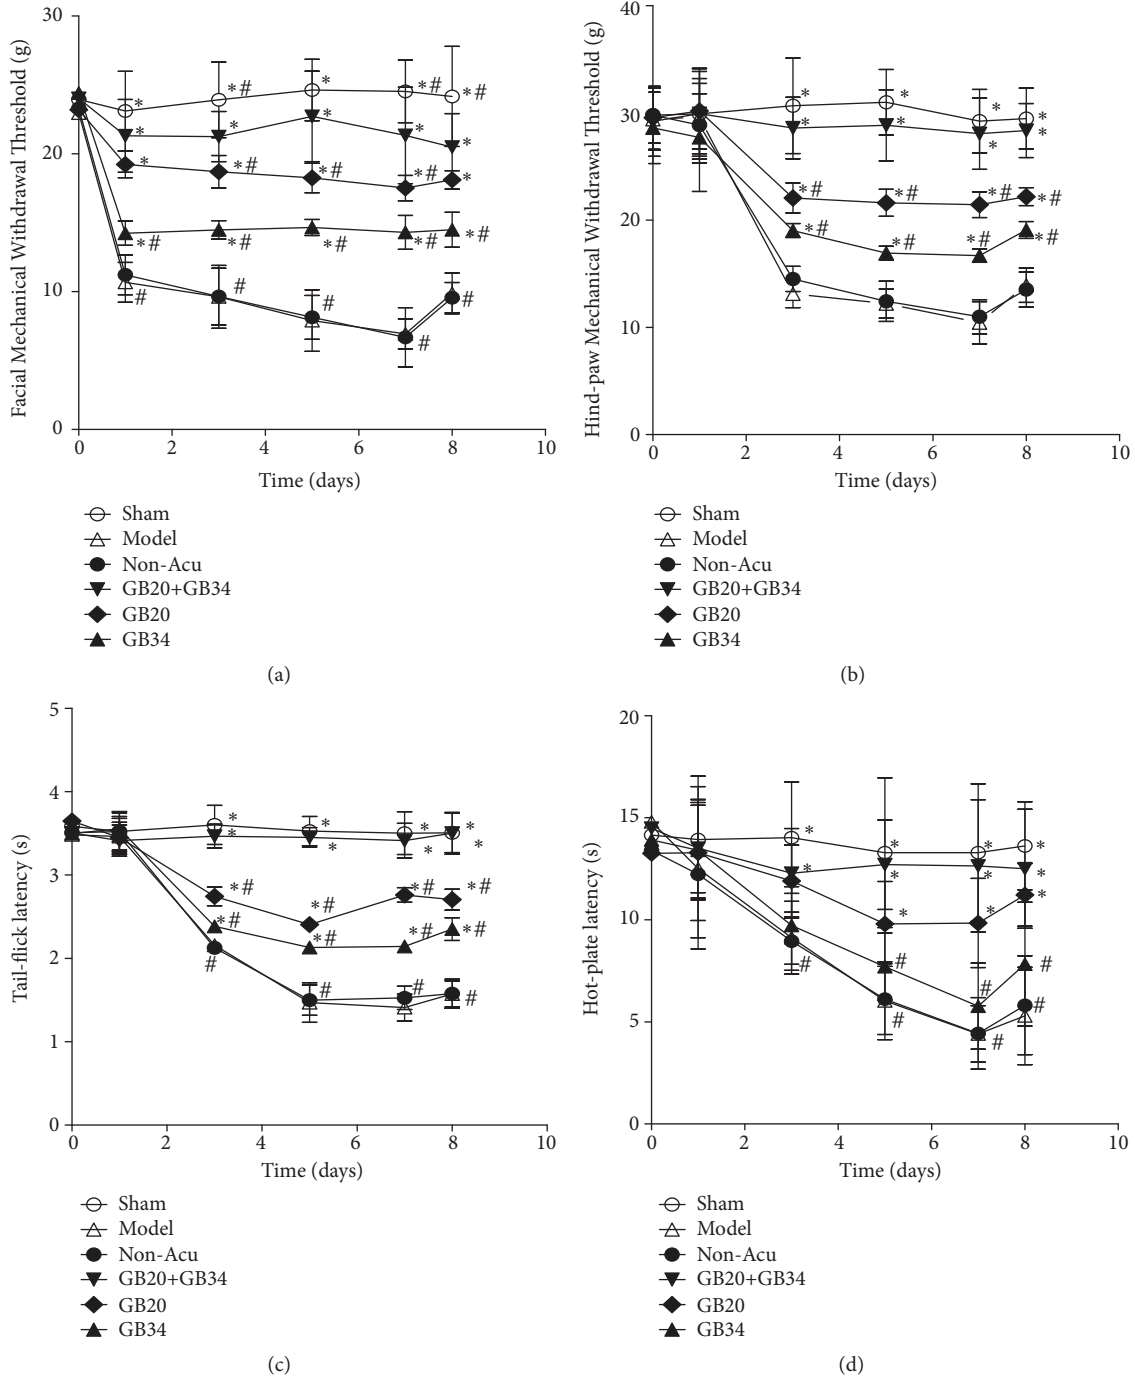 30
20
10
0
0
2
4
6
8
10
Facial Mechanical Withdrawal Threshold (g)
Time (days)
* * # * * # * #
* * * * *
* * # * # * # *
* # * # * # * # * #
# # # # #
Sham
Model
Non-Acu
GB20+GB34
GB20
GB34
(a)
40
30
20
10
0
0
2
4
6
8
10
Hind-paw Mechanical Withdrawal Threshold (g)
Time (days)
* * * *
* * * *
* # * # * # * #
* # * # * # * #
Sham
Model
Non-Acu
GB20+GB34
GB20
GB34
(b)
5
4
3
2
1
0
0
2
4
6
8
10
Tail-flick latency (s)
Time (days)
* * * *
* * * *
* # * # * # * #
* # * # * # * #
# # # #
Sham
Model
Non-Acu
GB20+GB34
GB20
GB34
(c)
20
15
10
5
0
0
2
4
6
8
10
Hot-plate latency (s)
Time (days)
* * * *
* * * *
* * *
# # #
# # # #
Sham
Model
Non-Acu
GB20+GB34
GB20
GB34
(d)